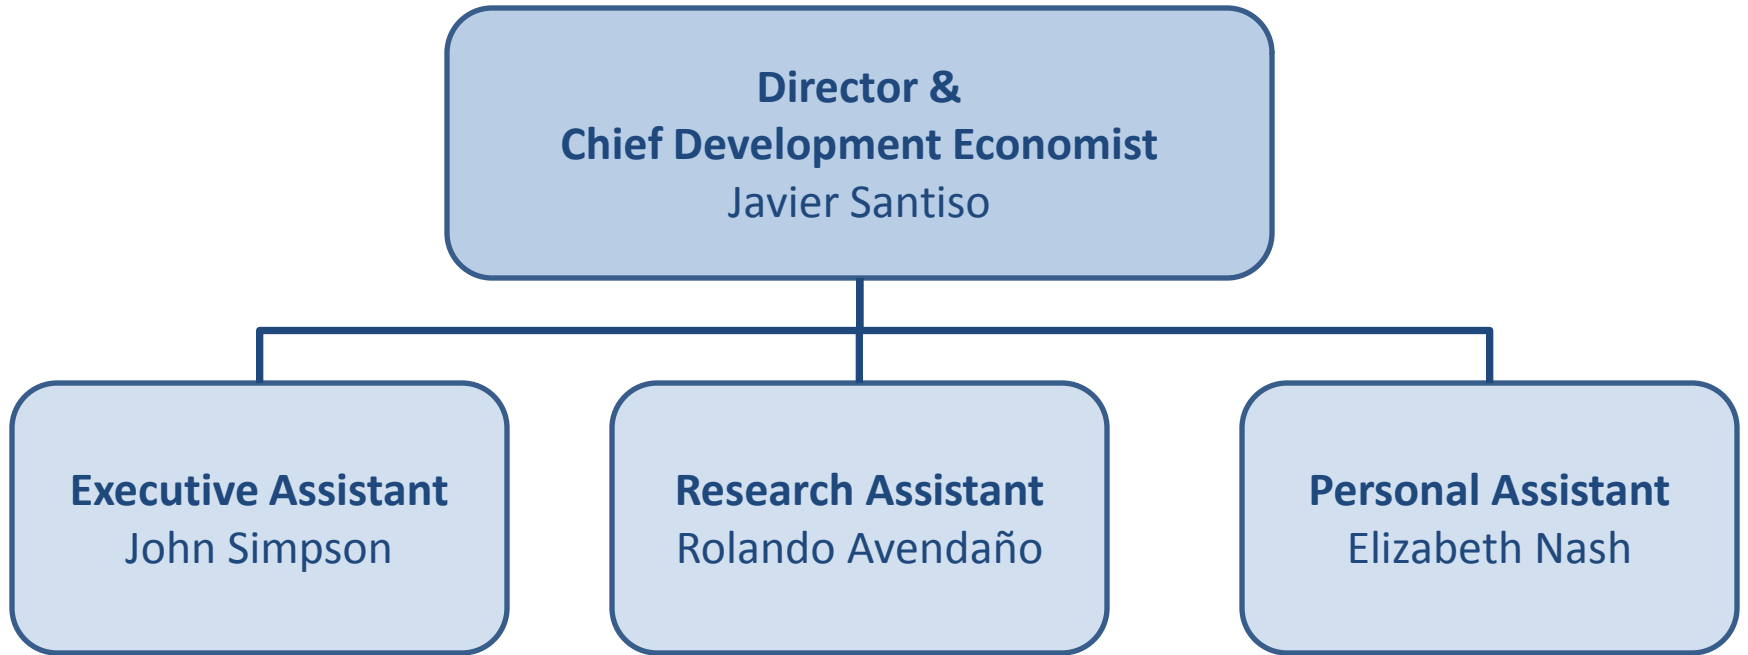 Director &
Chief Development Economist
Javier Santiso
Executive Assistant
John Simpson
Research Assistant
Rolando Avendaño
Personal Assistant
Elizabeth Nash